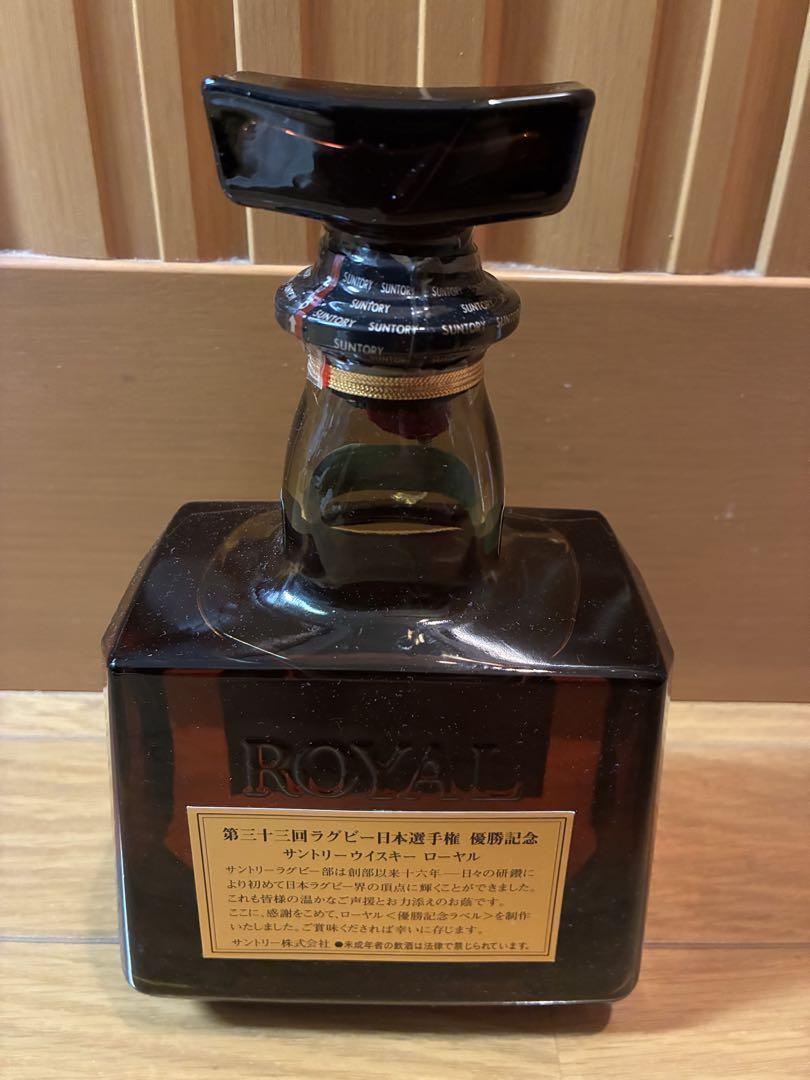 SUNTORY SUNTORY SUNTORY
SUNTORY SUNTORY
SUNTORY SUNTORY SUNTORY
SUNTORY
ROYAL
第三十三回ラグビー日本選手権 優勝記念
サントリーウイスキー ローヤル
サントリーラグビー部は創部以来十六年──日々の研鑽に
より初めて日本ラグビー界の頂点に輝くことができました。
これも皆様の温かなご声援とお力添えのお蔭です。
ここに、感謝をこめて、ローヤル<優勝記念ラベル>を制作
いたしました。ご賞味くだされば幸いに存じます。
サントリー株式会社 ●未成年者の飲酒は法律で禁じられています。